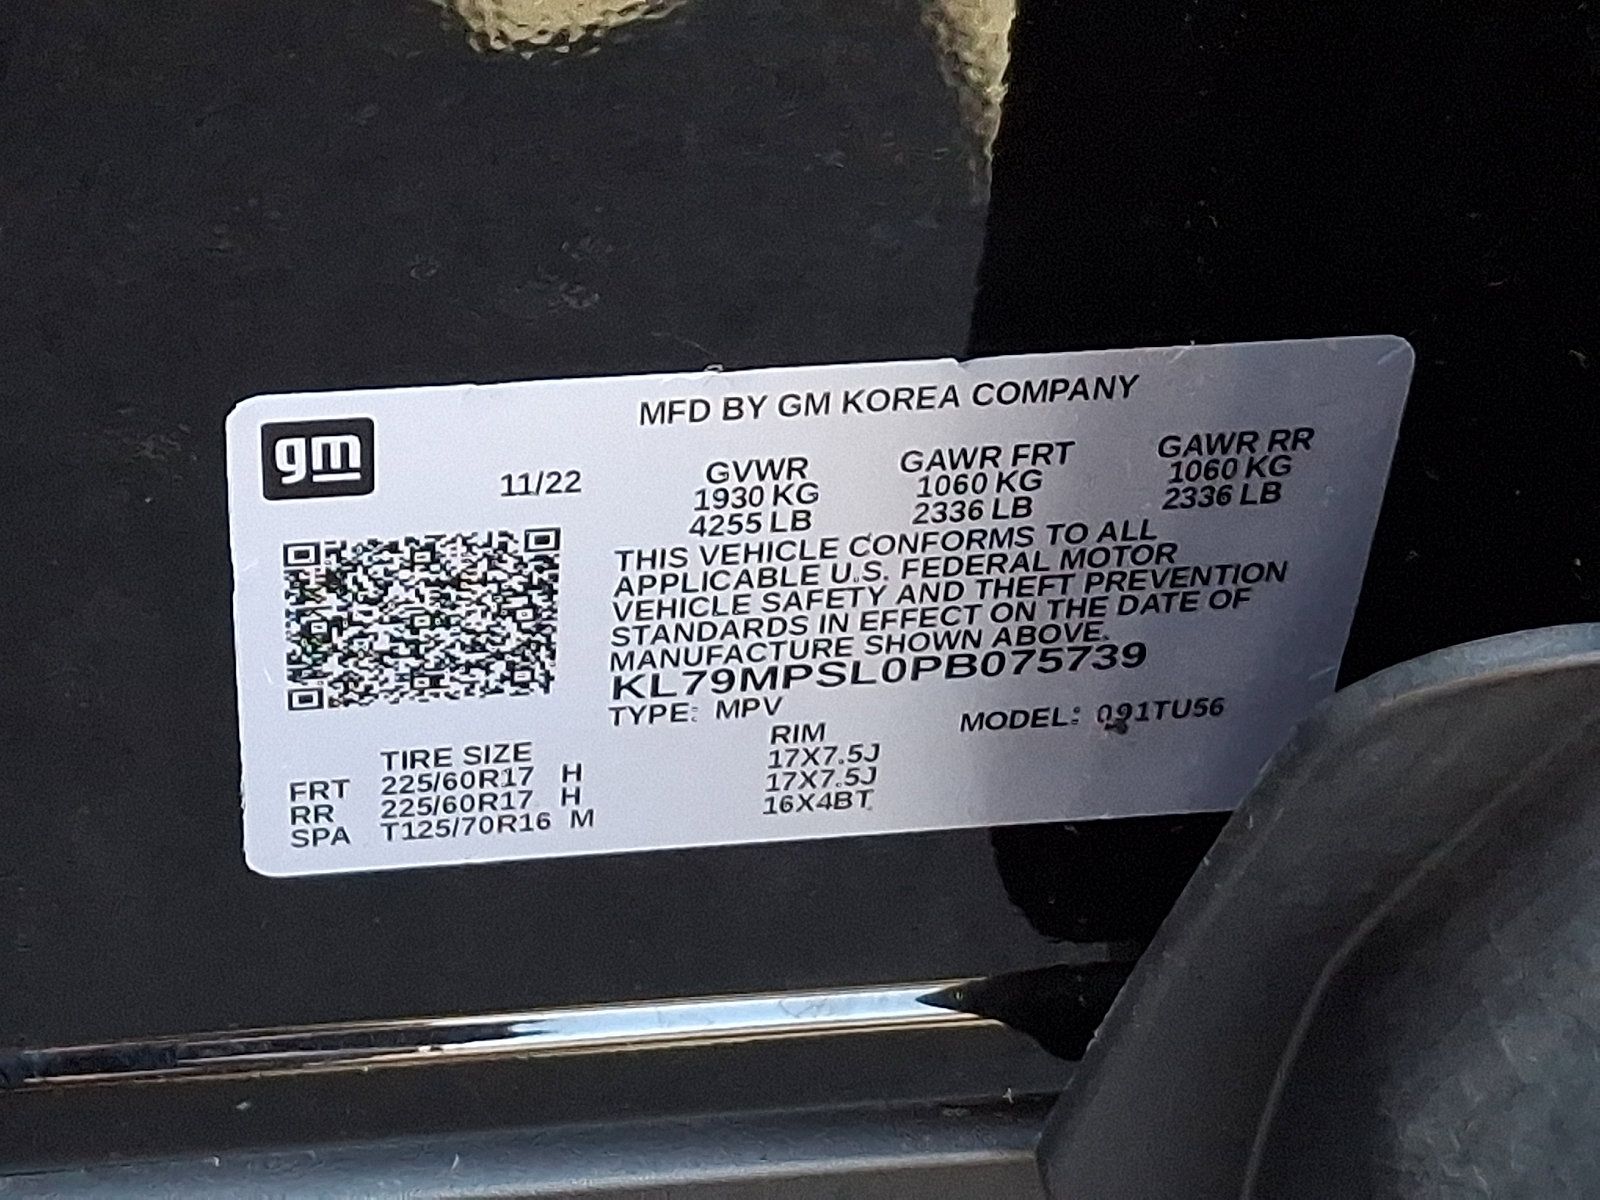 gm
MFD BY GM KOREA COMPANY
11/22
GVWR GAWR FRT GAWR RR
1930 KG 1060 KG 1060 KG
4255 LB 2336 LB 2336 LB
THIS VEHICLE CONFORMS TO ALL
APPLICABLE U.S. FEDERAL MOTOR
VEHICLE SAFETY AND THEFT PREVENTION
STANDARDS IN EFFECT ON THE DATE OF
MANUFACTURE SHOWN ABOVE.
KL79MPSL0PB075739
TYPE: MPV MODEL: 091TU56
TIRE SIZE RIM
FRT 225/60R17 H 17X7.5J
RR 225/60R17 H 17X7.5J
SPA T125/70R16 M 16X4BT